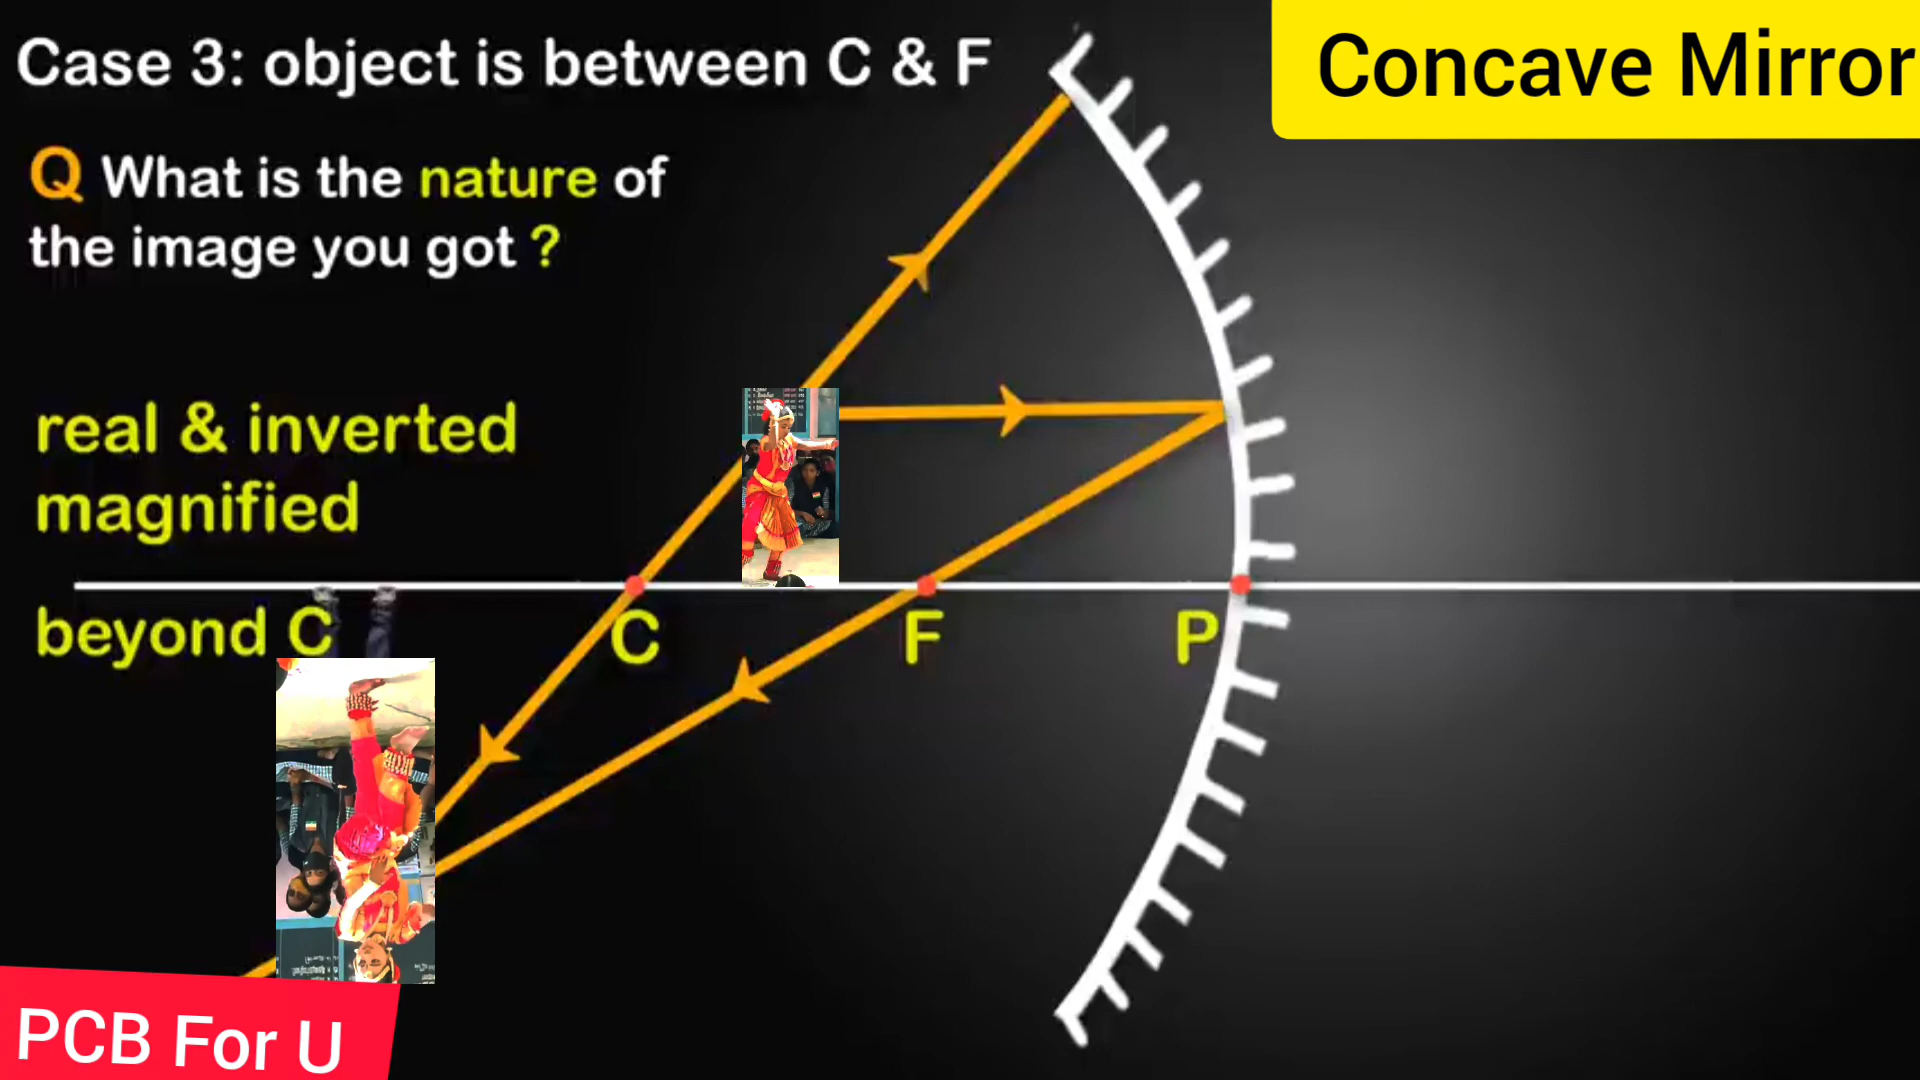 Case 3: object is between C & F
Concave Mirror
Q What is the nature of
the image you got ?
real & inverted
magnified
beyond C
C
F
P
PCB For U